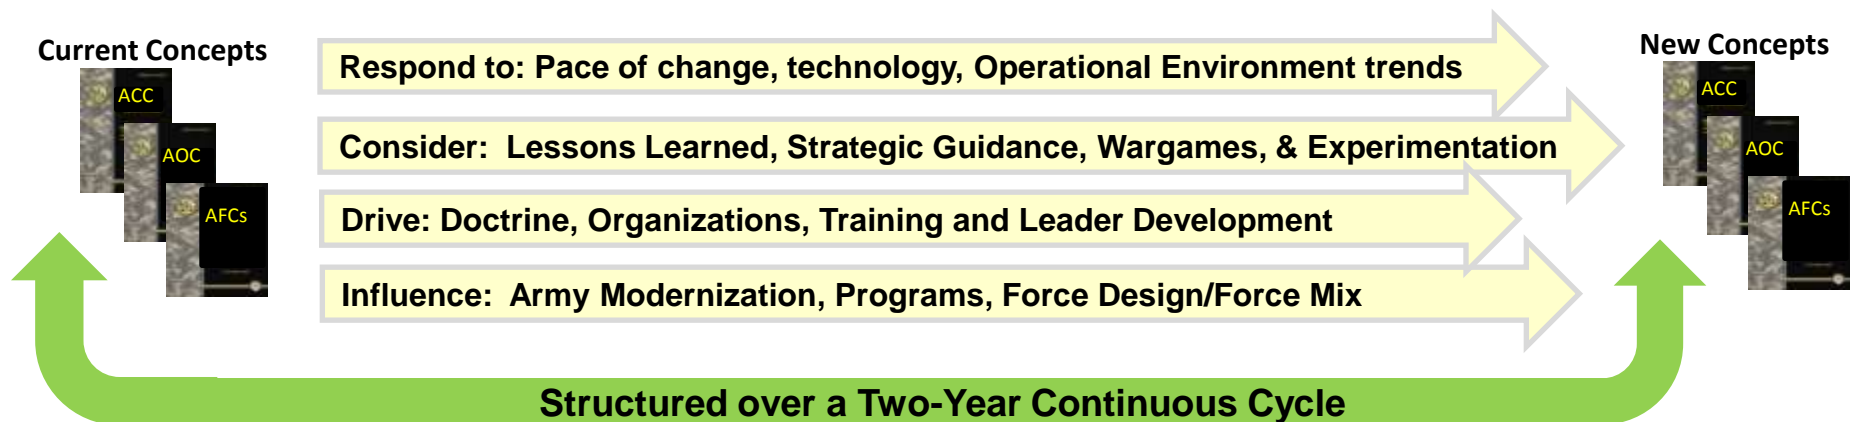 Current Concepts
ACC
AOC
AFCs
Respond to: Pace of change, technology, Operational Environment trends
Consider:  Lessons Learned, Strategic Guidance, Wargames, & Experimentation
Drive: Doctrine, Organizations, Training and Leader Development
Influence:  Army Modernization, Programs, Force Design/Force Mix
New Concepts
ACC
AOC
AFCs
Structured over a Two-Year Continuous Cycle